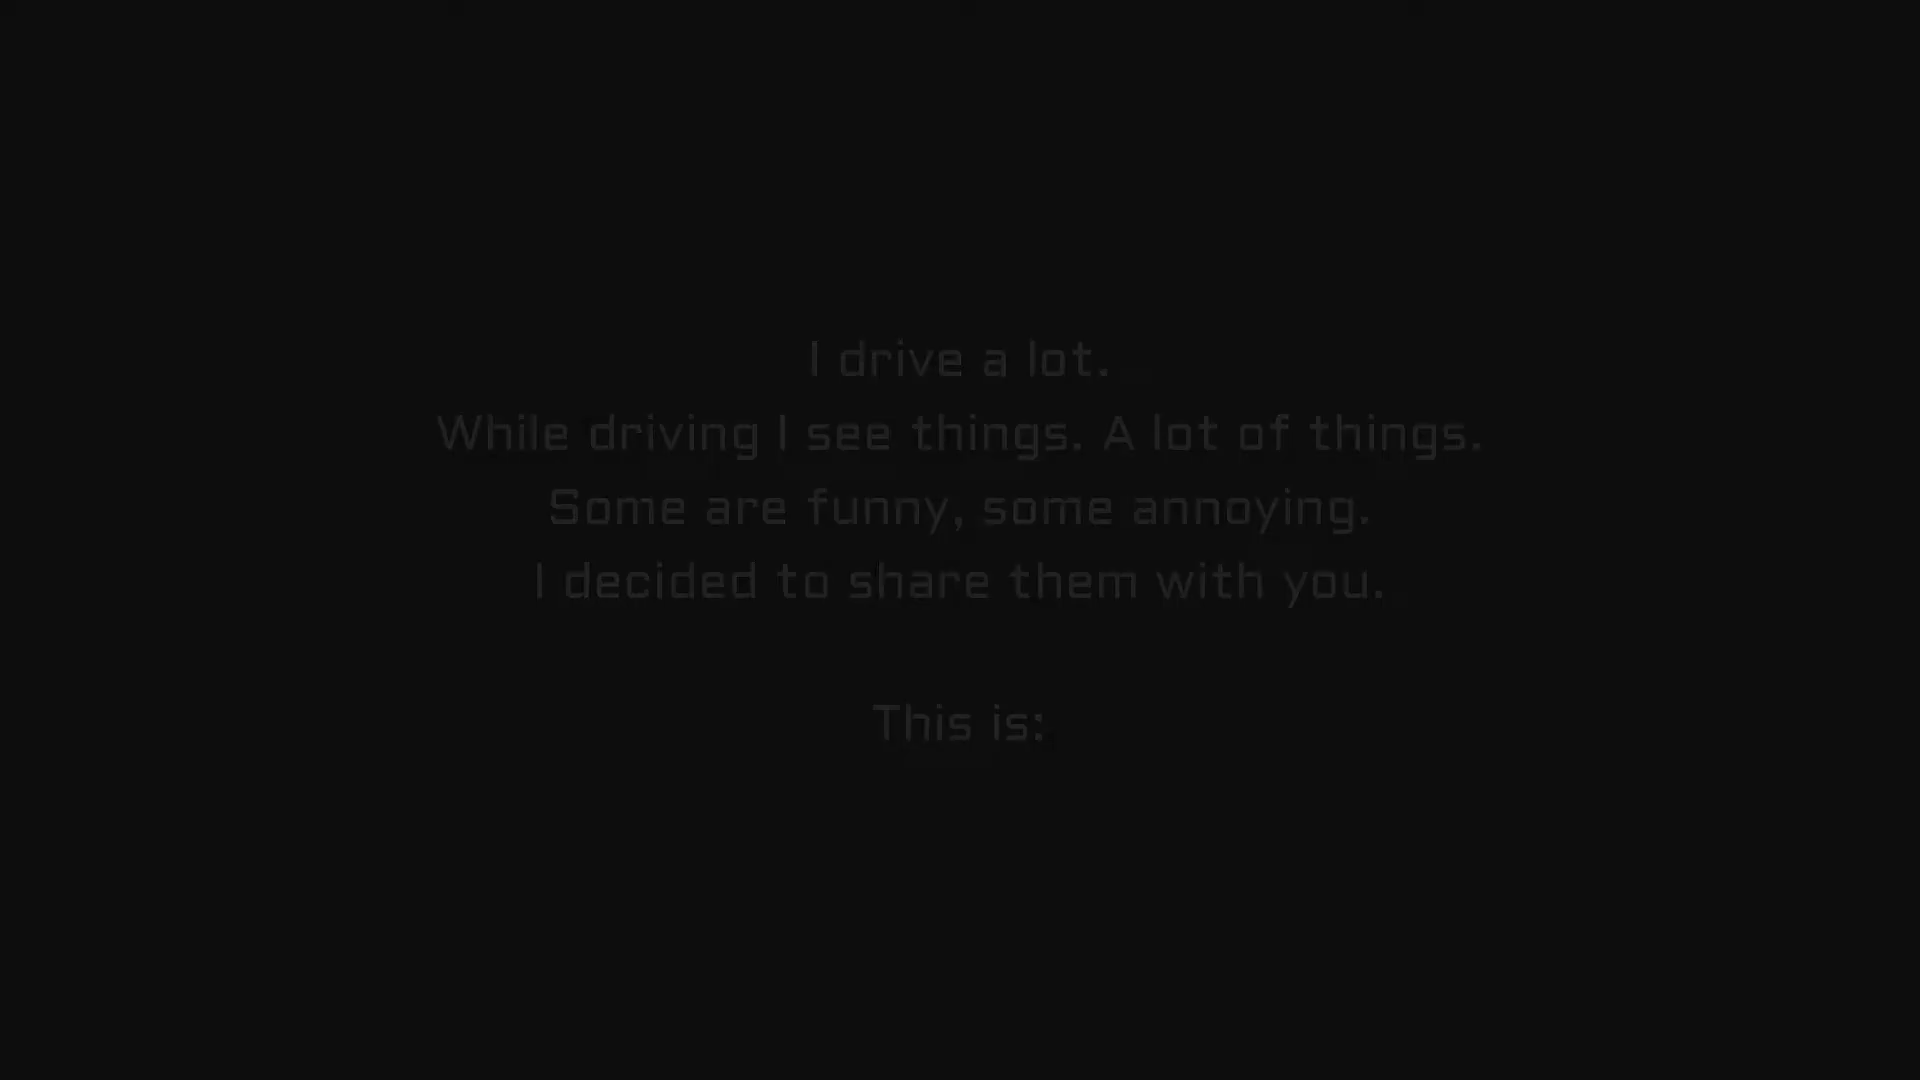 I drive a lot.
While driving I see things. A lot of things.
Some are funny, some annoying.
I decided to share them with you.
This is: